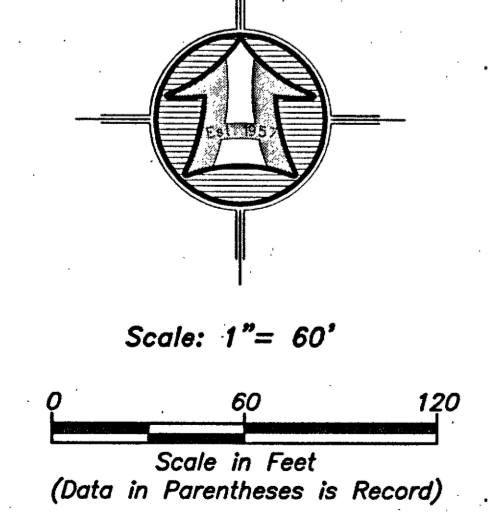 Est. 1957
Scale: 1"= 60'
0 60 120
Scale in Feet
(Data in Parentheses is Record)